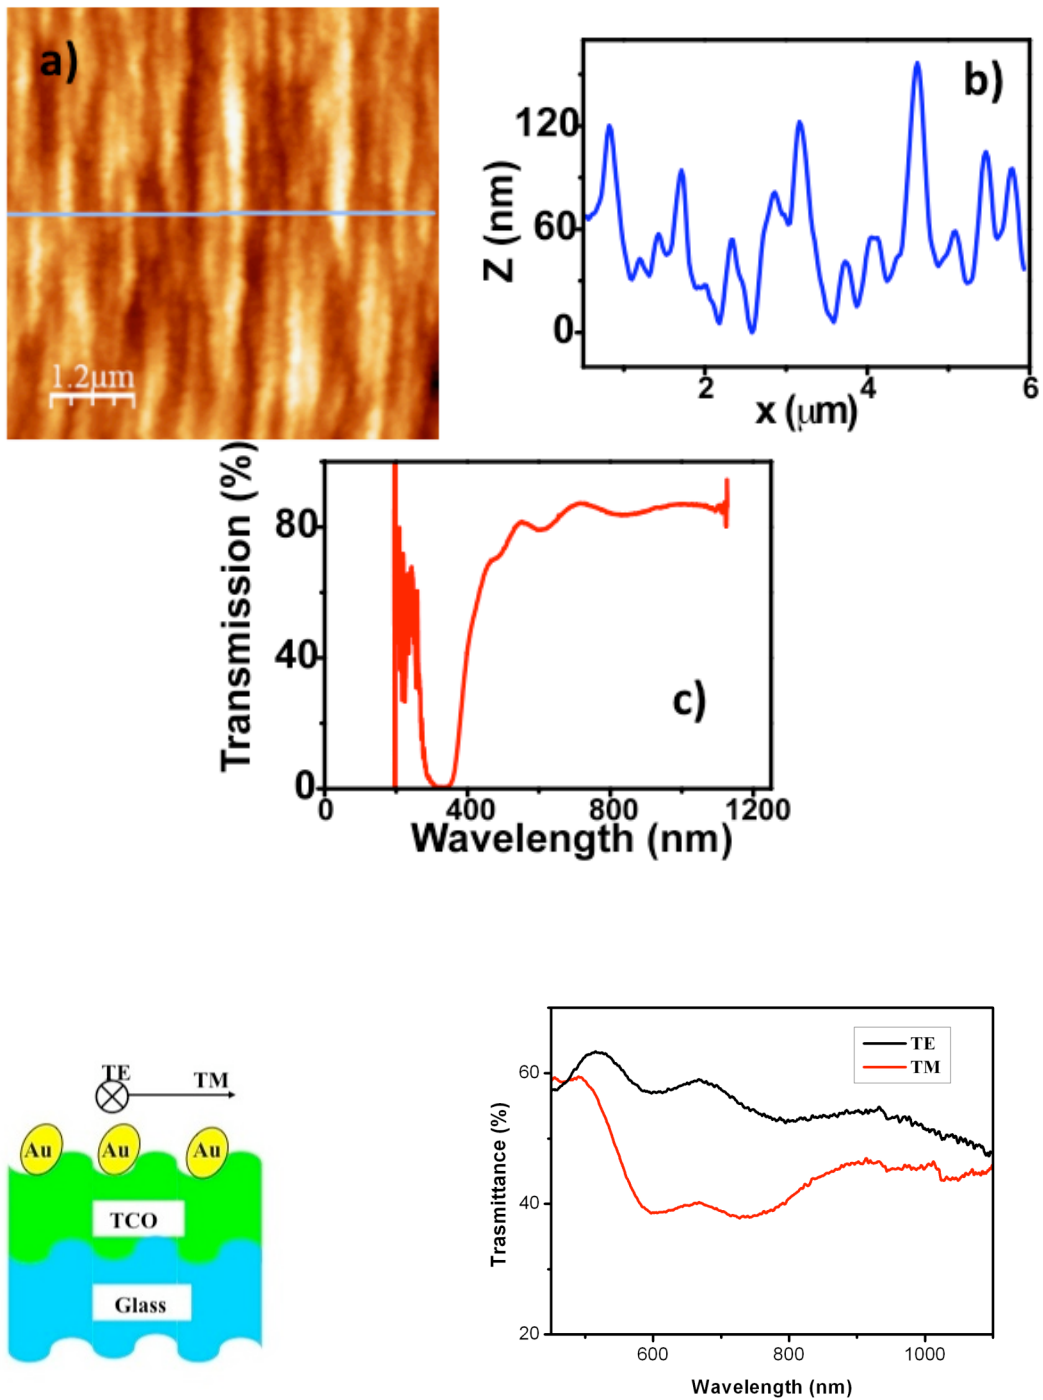 a)
1.2μm
b)
Z (nm)
120
60
0
2
4
6
x (μm)
Transmission (%)
80
40
0
c)
0
400
800
1200
Wavelength (nm)
TE
TM
Au
Au
Au
TCO
Glass
Trasmittance (%)
60
40
20
TE
TM
600
800
1000
Wavelength (nm)